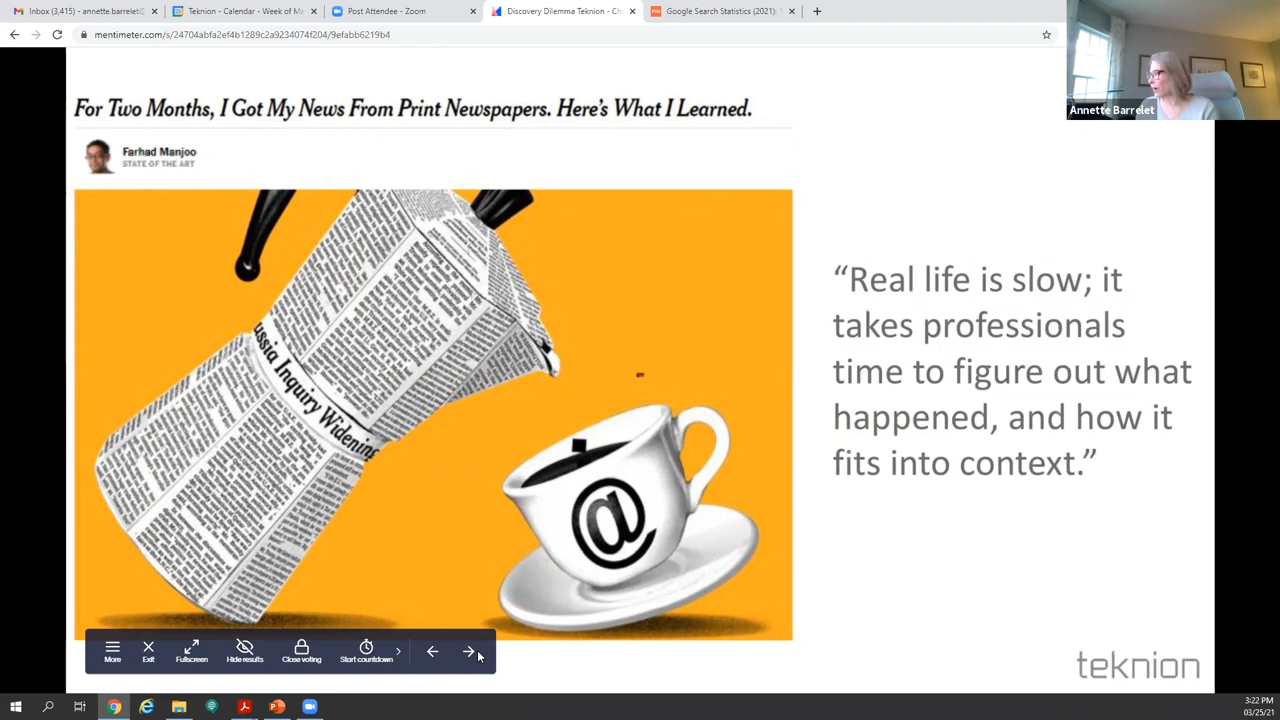 Inbox (3,415) - annette.barrelet@
Teknion - Calendar - Week of M
Post Attendee - Zoom
Discovery Dilemma Teknion - Ch
Google Search Statistics (2021):
mentimeter.com/s/24704abfa2ef4b1289c2a9234074f204/9efabb6219b4
Annette Barrelet
For Two Months, I Got My News From Print Newspapers. Here's What I Learned.
Farhad Manjoo
STATE OF THE ART
ussia Inquiry Widening
@
“Real life is slow; it
takes professionals
time to figure out what
happened, and how it
fits into context.”
More
Exit
Fullscreen
Hide results
Close voting
Start countdown
teknion
3:22 PM
03/25/21